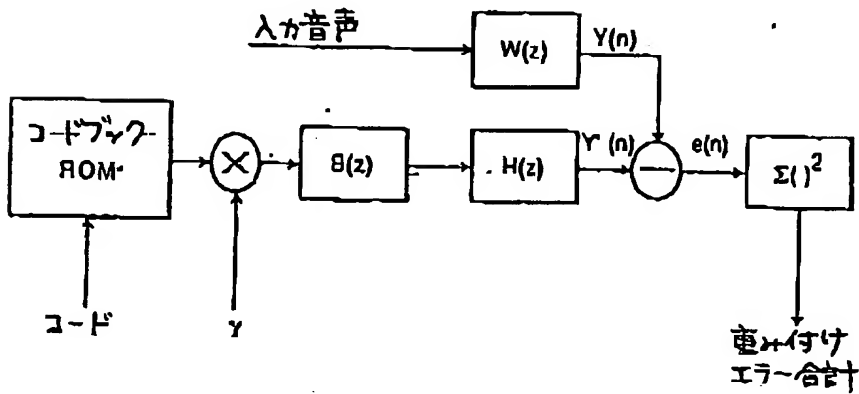 入力音声
W(z)
Y(n)
コードブック
ROM
B(z)
H(z)
Y'(n)
e(n)
Σ( )²
コード
γ
重み付け
エラー合計